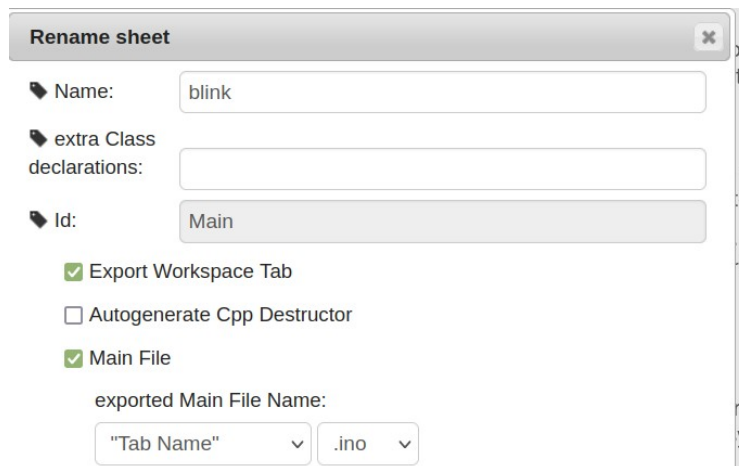 Rename sheet
Name: blink
extra Class
declarations:
Id: Main
Export Workspace Tab
Autogenerate Cpp Destructor
Main File
exported Main File Name:
"Tab Name" .ino